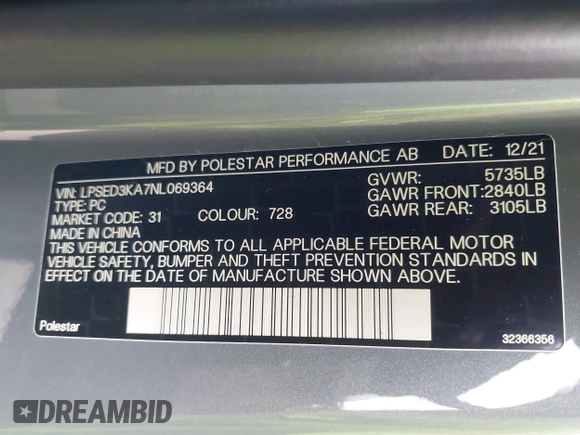 MFD BY POLESTAR PERFORMANCE AB DATE: 12/21
VIN: LPSED3KA7NL069364 GVWR: 5735LB
TYPE: PC GAWR FRONT:2840LB
MARKET CODE: 31 COLOUR: 728 GAWR REAR: 3105LB
MADE IN CHINA
THIS VEHICLE CONFORMS TO ALL APPLICABLE FEDERAL MOTOR
VEHICLE SAFETY, BUMPER AND THEFT PREVENTION STANDARDS IN
EFFECT ON THE DATE OF MANUFACTURE SHOWN ABOVE.
Polestar 32366356
DREAMBID